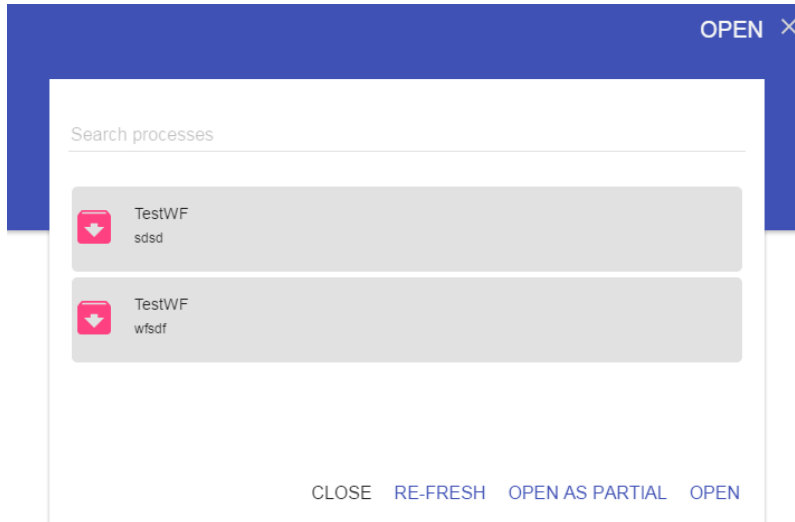 OPEN
Search processes
TestWF
sdsd
TestWF
wfsdf
CLOSE RE-FRESH OPEN AS PARTIAL OPEN